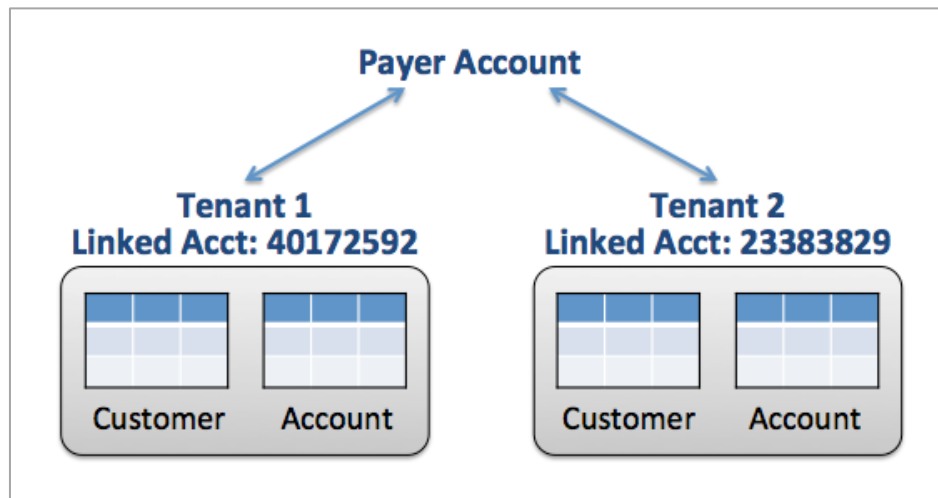 Payer Account
Tenant 1
Linked Acct: 40172592
Tenant 2
Linked Acct: 23383829
Customer
Account
Customer
Account